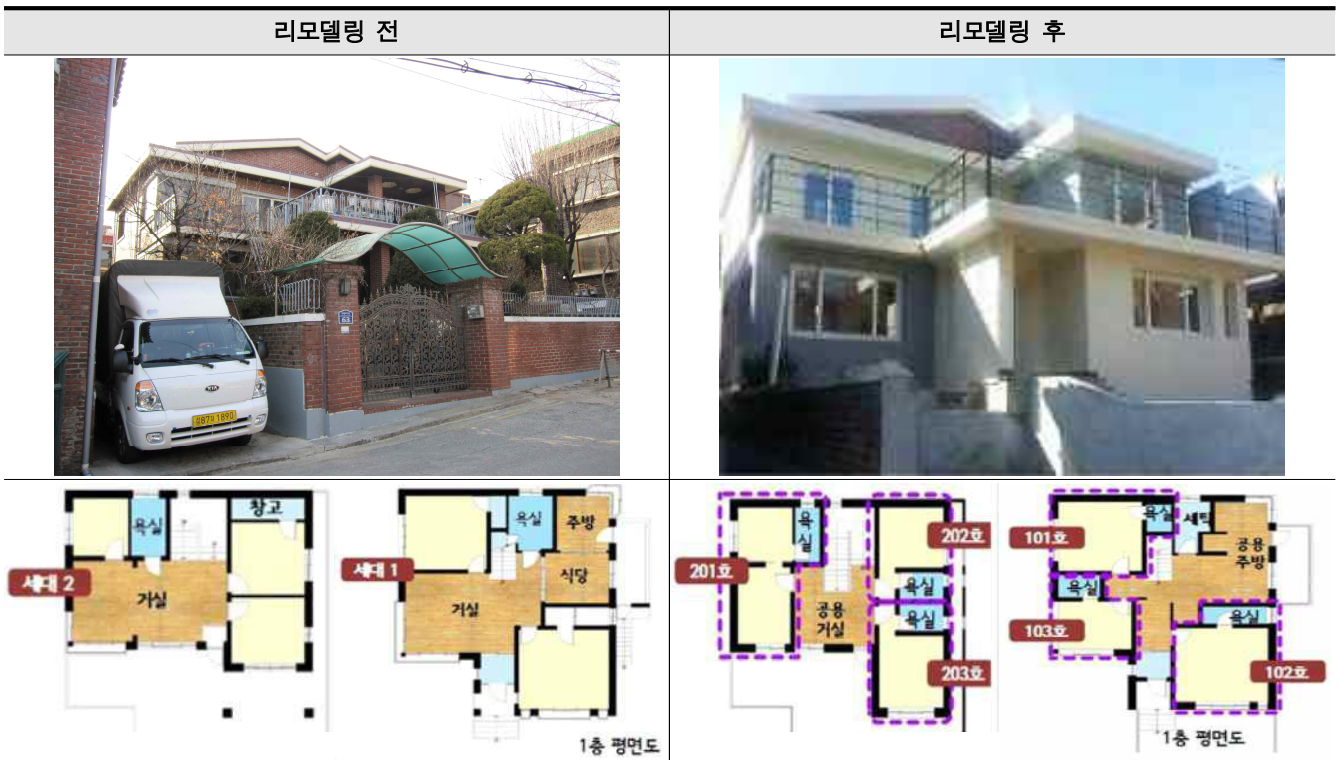 리모델링 전
리모델링 후
63
KIA
87 1890
세대 2
욕실
창고
거실
세대 1
욕실
주방
식당
거실
1층 평면도
201호
욕실
202호
욕실
공용
거실
욕실
203호
101호
욕실
세탁
공용
주방
욕실
103호
욕실
102호
1층 평면도